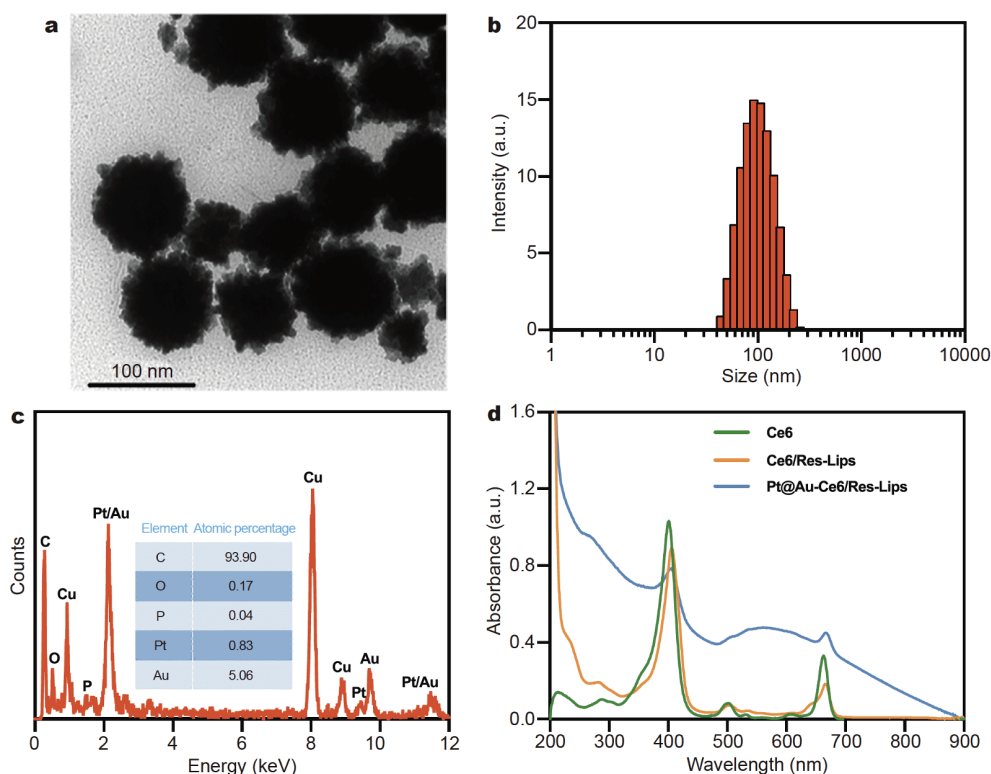 a
100 nm
b
Intensity (a.u.)
20
15
10
5
0
1 10 100 1000 10000
Size (nm)
c
Counts
C
O
Cu
P
Pt/Au
Cu
Cu
Pt
Au
Pt/Au
Element Atomic percentage
C 93.90
O 0.17
P 0.04
Pt 0.83
Au 5.06
0 2 4 6 8 10 12
Energy (keV)
d
Absorbance (a.u.)
1.6
1.2
0.8
0.4
0.0
Ce6
Ce6/Res-Lips
Pt@Au-Ce6/Res-Lips
200 300 400 500 600 700 800 900
Wavelength (nm)